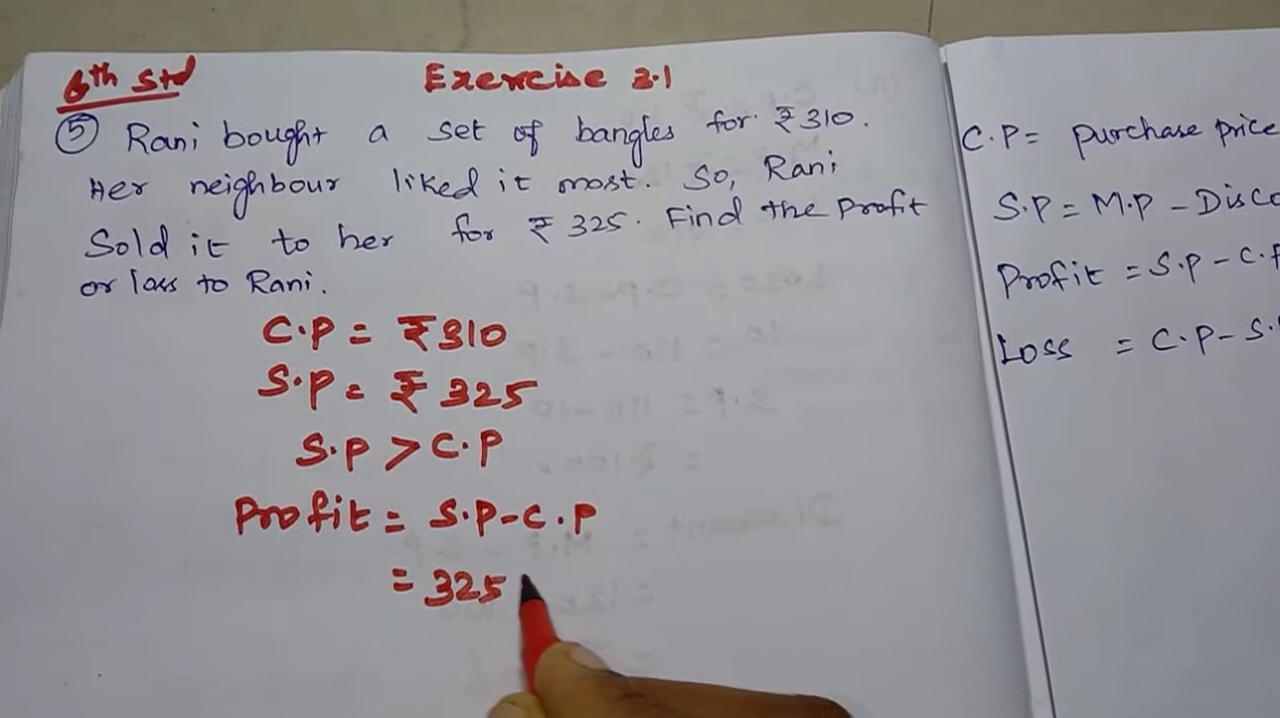 6th Std
Exercise 3.1
5 Rani bought a set of bangles for ₹310.
Her neighbour liked it most. So, Rani
Sold it to her for ₹ 325. Find the Profit
or loss to Rani.
C.P = ₹310
S.P = ₹ 325
S.P > C.P
Profit = S.P-C.P
= 325
C.P = purchase price
S.P = M.P - Disco
Profit = S.P - C.P
Loss = C.P - S.P